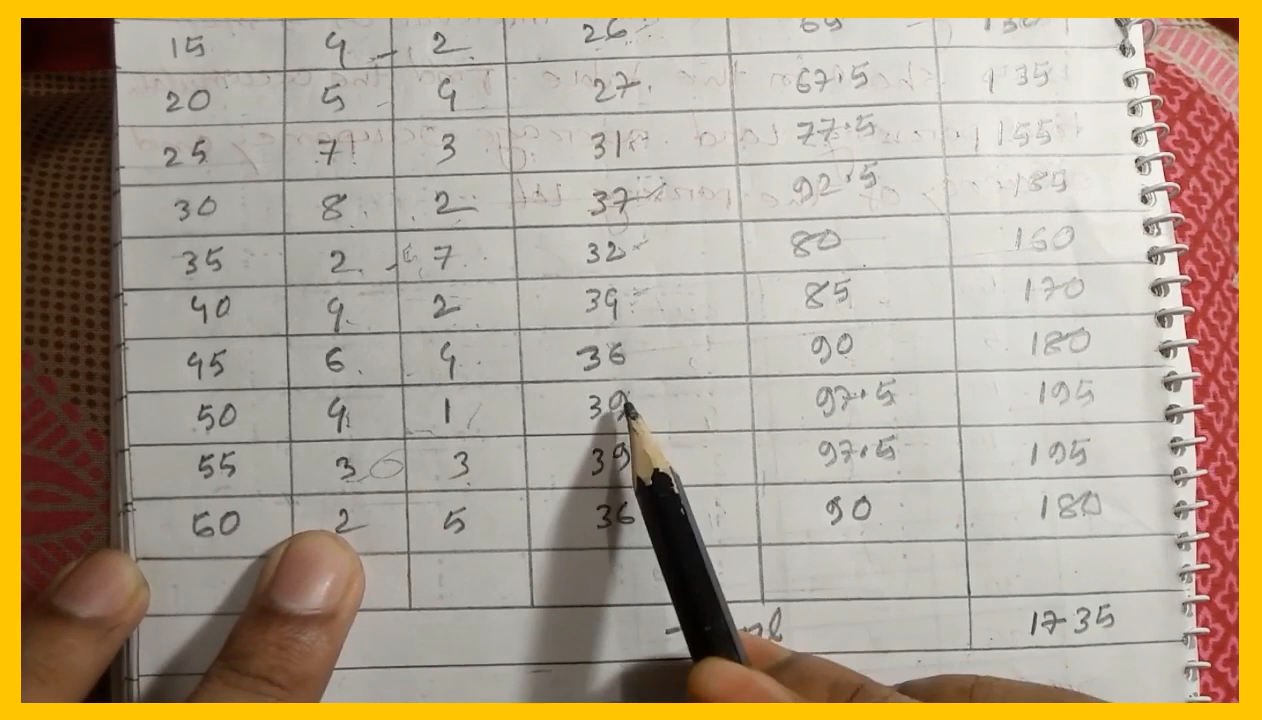 15 4 2 26 65 130
20 5 4 27 67.5 135
25 7 3 31 77.5 155
30 8 2 37 92.5 185
35 2 7 32 80 160
40 4 2 34 85 170
45 6 4 36 90 180
50 4 1 39 97.5 195
55 3 3 39 97.5 195
60 2 5 36 90 180
1735